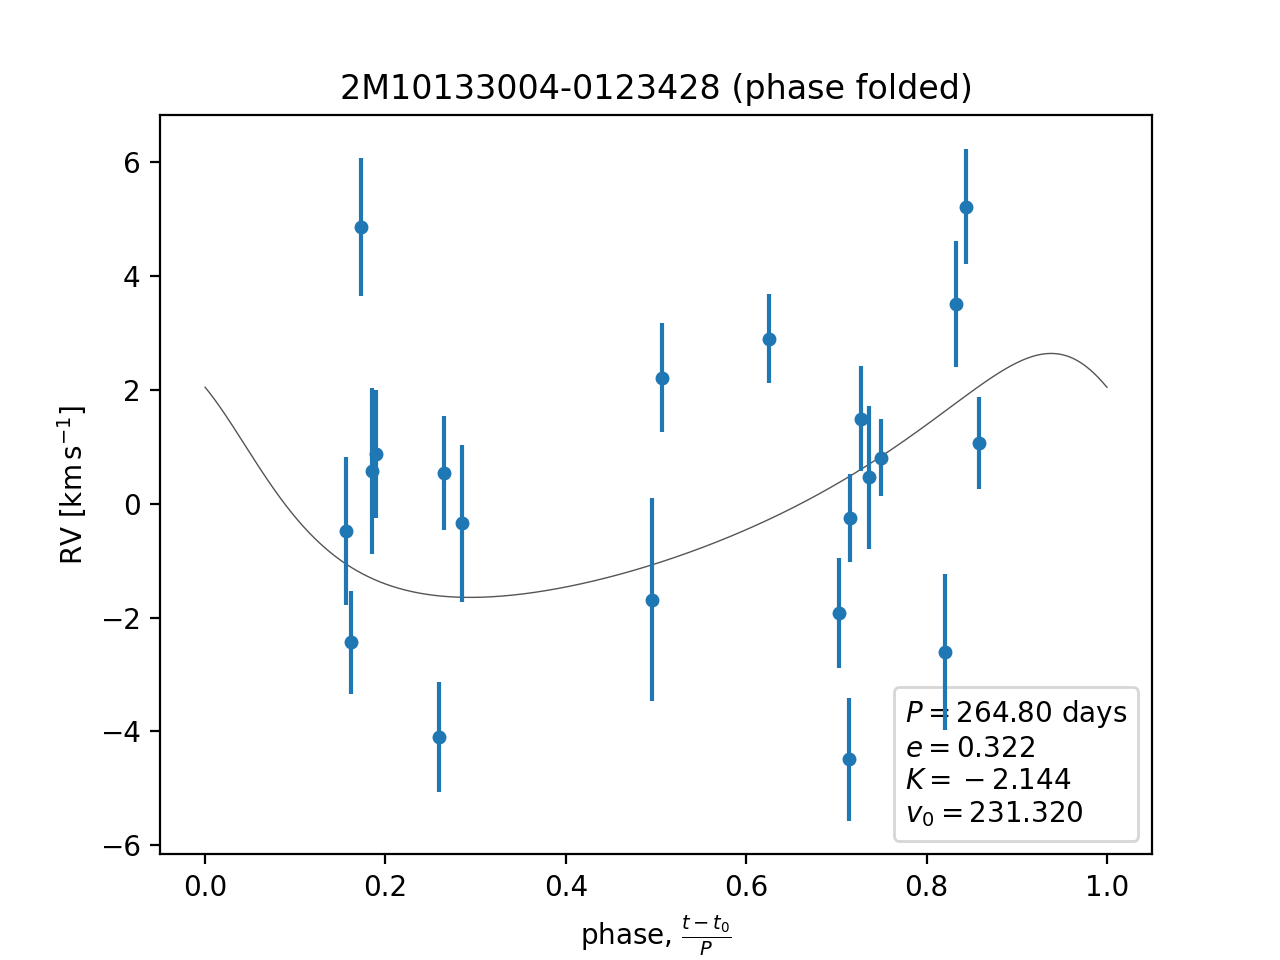 2M10133004-0123428 (phase folded)
RV [km s⁻¹]
6
4
2
0
−2
−4
−6
P = 264.80 days
e = 0.322
K = −2.144
v₀ = 231.320
0.0 0.2 0.4 0.6 0.8 1.0
phase, (t − t₀)/P